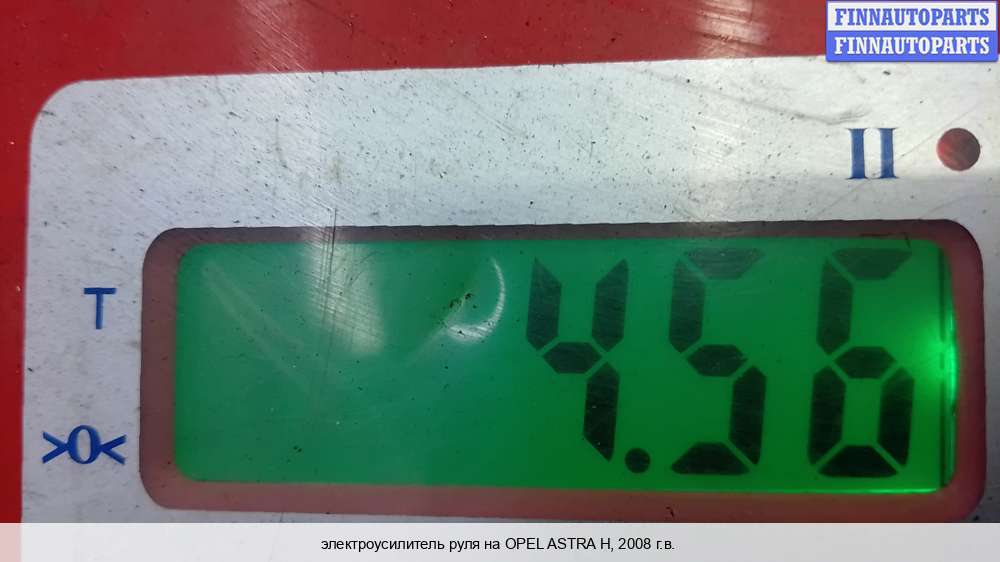 FINNAUTOPARTS
FINNAUTOPARTS
II
T
4.56
>0<
электроусилитель руля на OPEL ASTRA H, 2008 г.в.